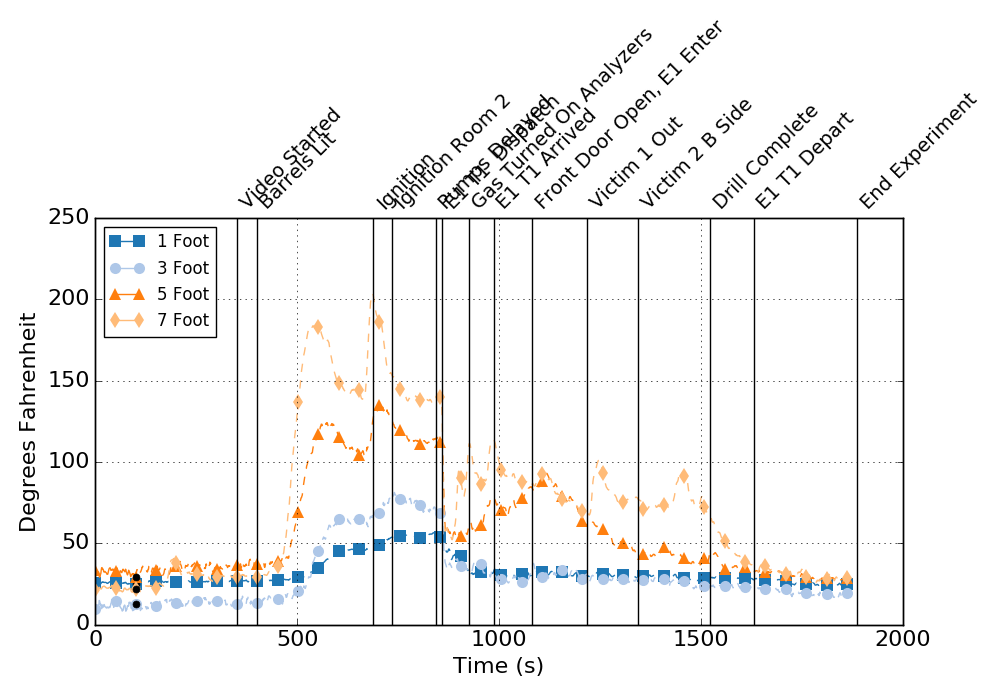 Video Started
Barrels Lit
Ignition
Ignition Room 2
Pumps Delayed
E1 T1 Dispatch
Gas Turned On Analyzers
E1 T1 Arrived
Front Door Open, E1 Enter
Victim 1 Out
Victim 2 B Side
Drill Complete
E1 T1 Depart
End Experiment
250
200
150
100
50
0
Degrees Fahrenheit
1 Foot
3 Foot
5 Foot
7 Foot
0 500 1000 1500 2000
Time (s)